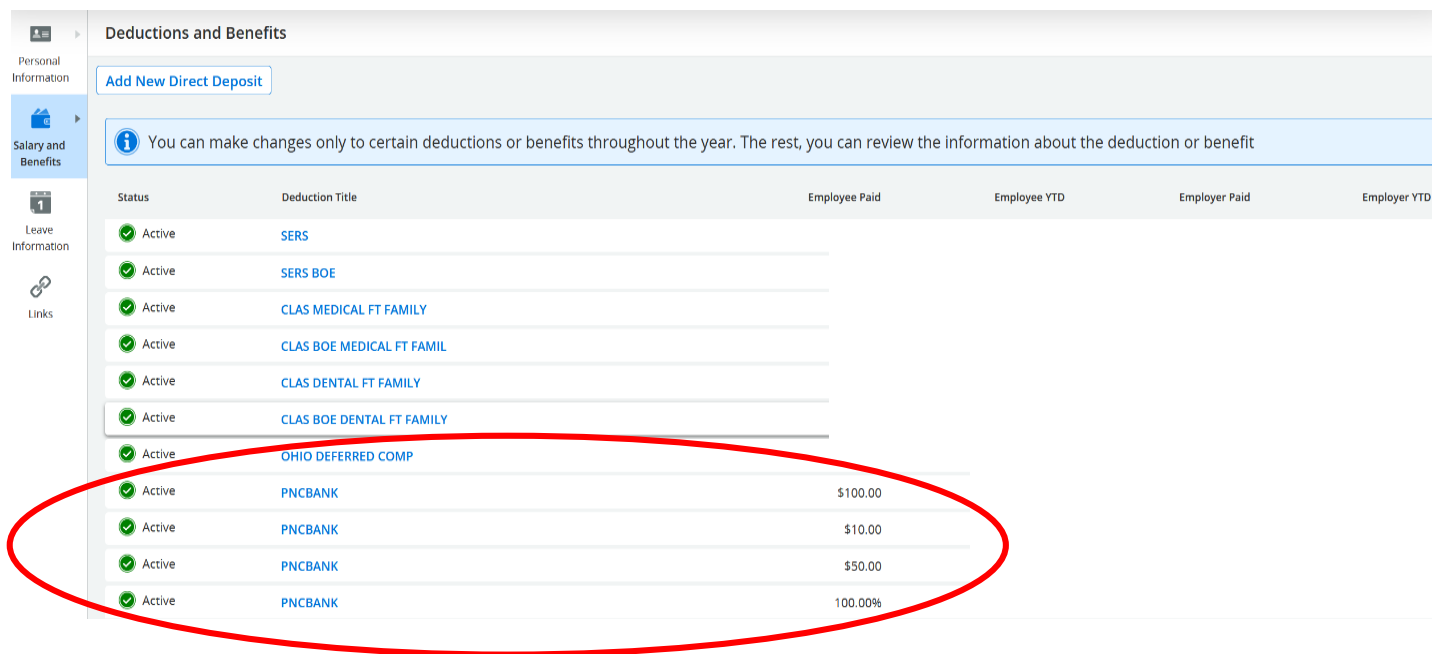 Deductions and Benefits
Personal
Information
Add New Direct Deposit
Salary and
Benefits
You can make changes only to certain deductions or benefits throughout the year. The rest, you can review the information about the deduction or benefit
1
Leave
Information
Links
Status Deduction Title Employee Paid Employee YTD Employer Paid Employer YTD
Active SERS
Active SERS BOE
Active CLAS MEDICAL FT FAMILY
Active CLAS BOE MEDICAL FT FAMIL
Active CLAS DENTAL FT FAMILY
Active CLAS BOE DENTAL FT FAMILY
Active OHIO DEFERRED COMP
Active PNCBANK $100.00
Active PNCBANK $10.00
Active PNCBANK $50.00
Active PNCBANK 100.00%